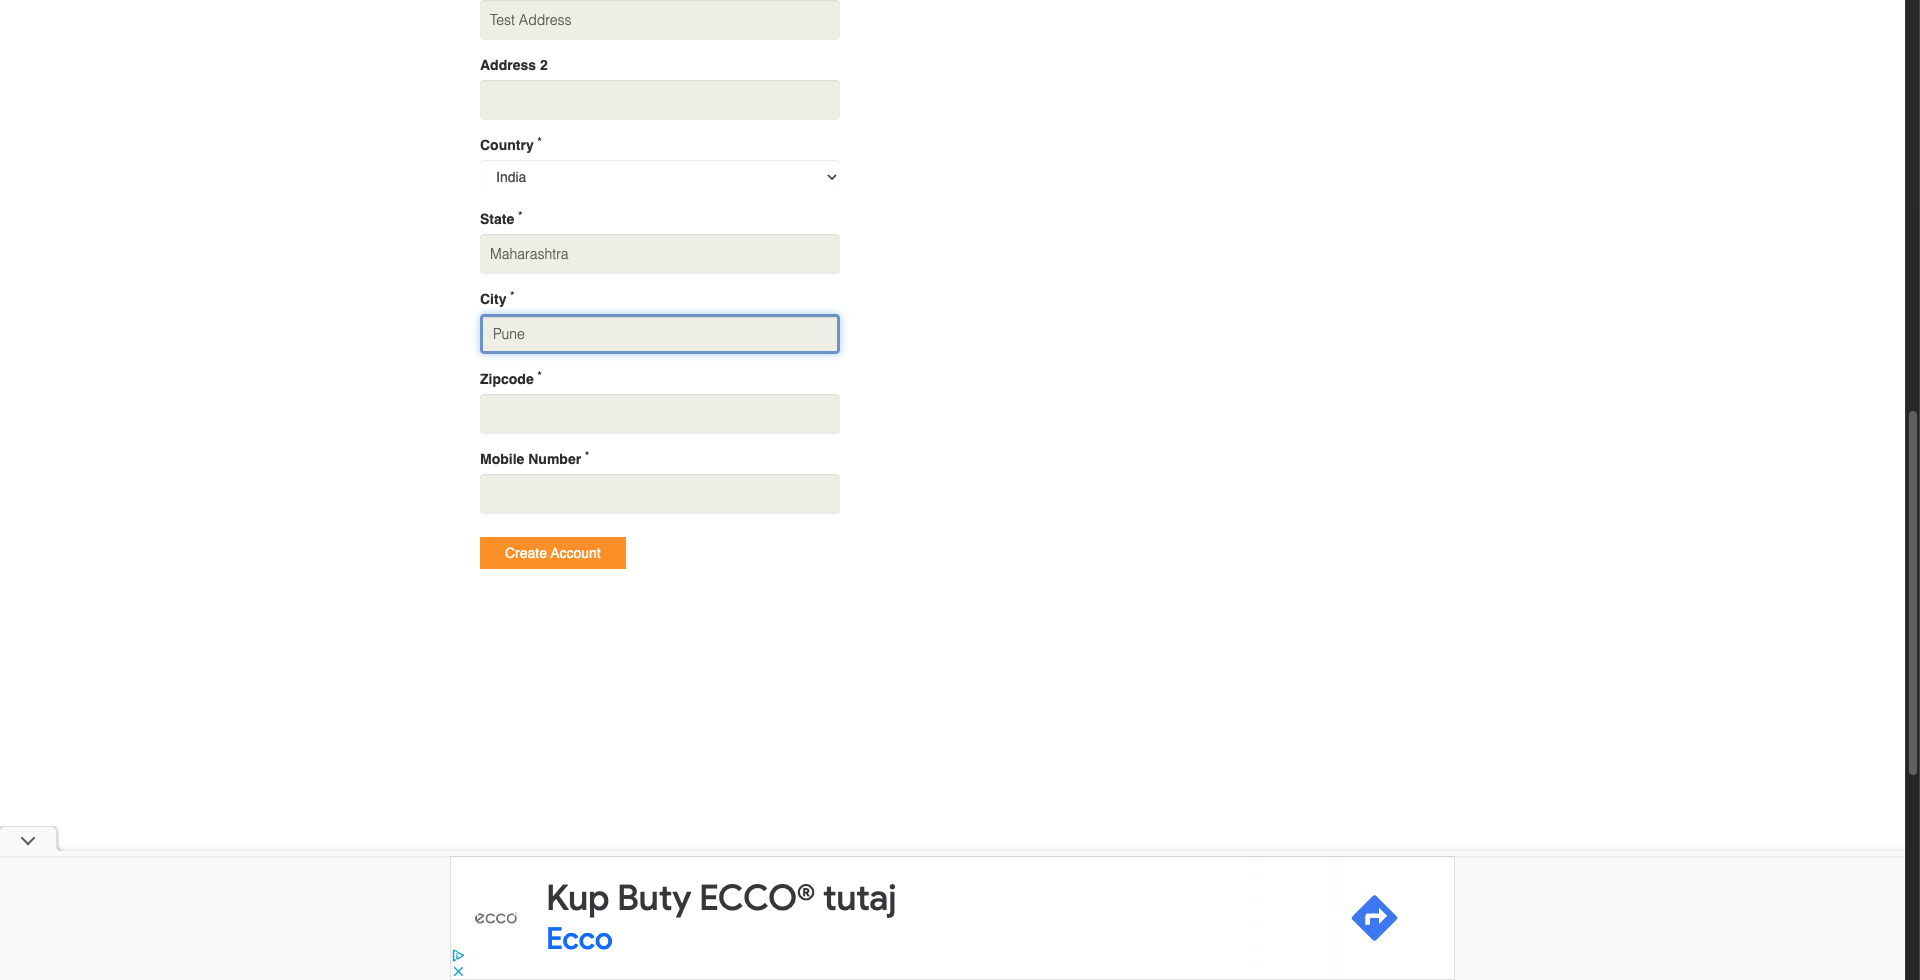 Test Address
Address 2
Country *
India
State *
Maharashtra
City *
Pune
Zipcode *
Mobile Number *
Create Account
ecco
Kup Buty ECCO® tutaj
Ecco